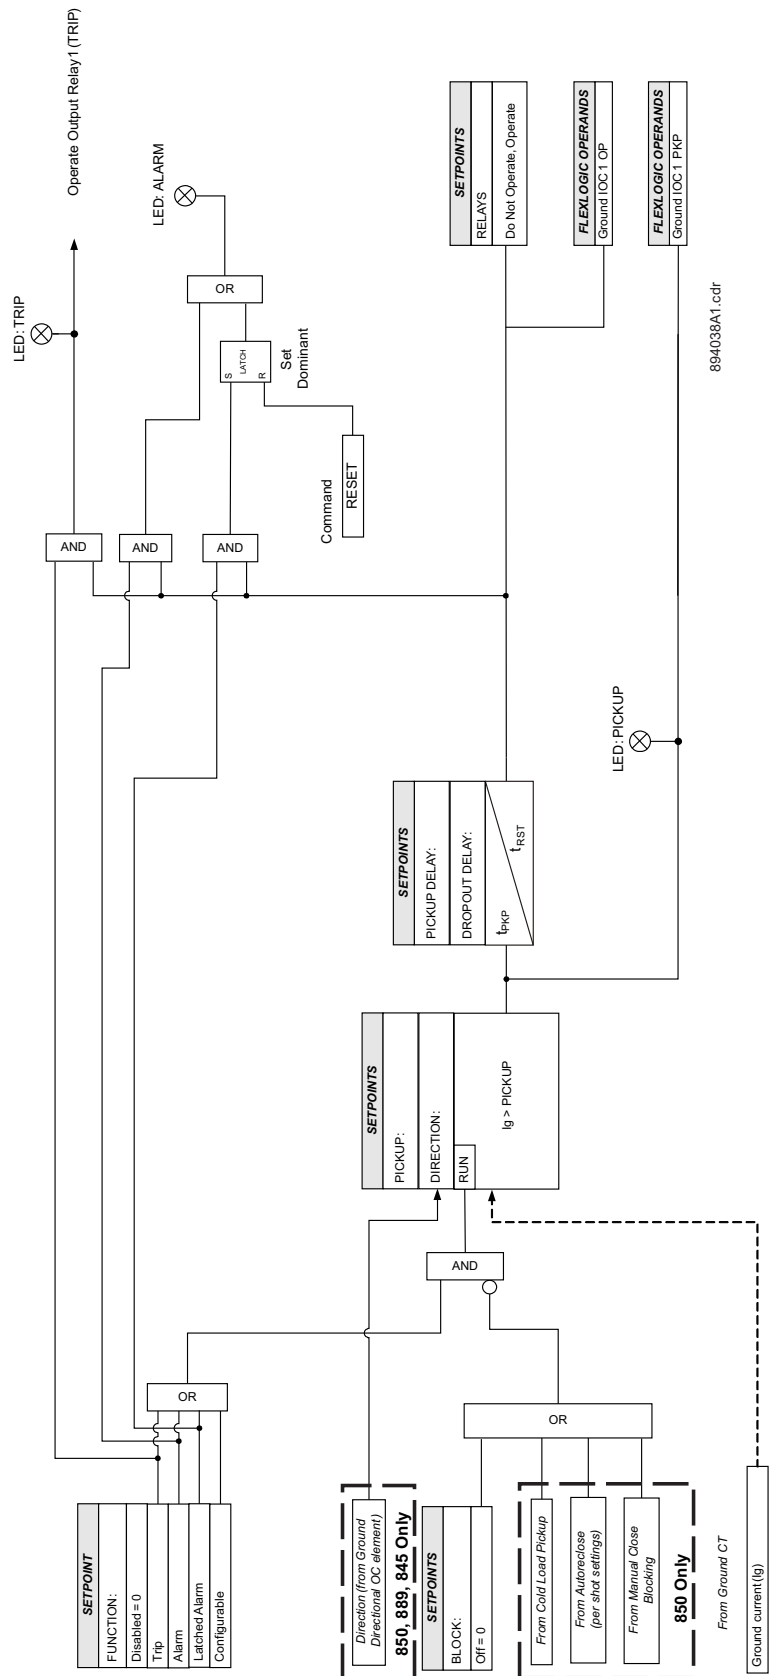 SETPOINT
FUNCTION:
Disabled = 0
Trip
Alarm
Latched Alarm
Configurable
OR
Direction (from Ground
Directional OC element)
850, 889, 845 Only
SETPOINTS
BLOCK:
Off = 0
From Cold Load Pickup
From Autoreclose
(per shot settings)
From Manual Close
Blocking
850 Only
OR
From Ground CT
Ground current (Ig)
AND
SETPOINTS
PICKUP:
DIRECTION:
RUN
Ig > PICKUP
SETPOINTS
PICKUP DELAY:
DROPOUT DELAY:
tPKP
tRST
LED: PICKUP
AND
AND
AND
Command
RESET
S
LATCH
R
Set
Dominant
OR
LED: TRIP
LED: ALARM
Operate Output Relay 1 (TRIP)
SETPOINTS
RELAYS
Do Not Operate, Operate
FLEXLOGIC OPERANDS
Ground IOC 1 OP
FLEXLOGIC OPERANDS
Ground IOC 1 PKP
894038A1.cdr